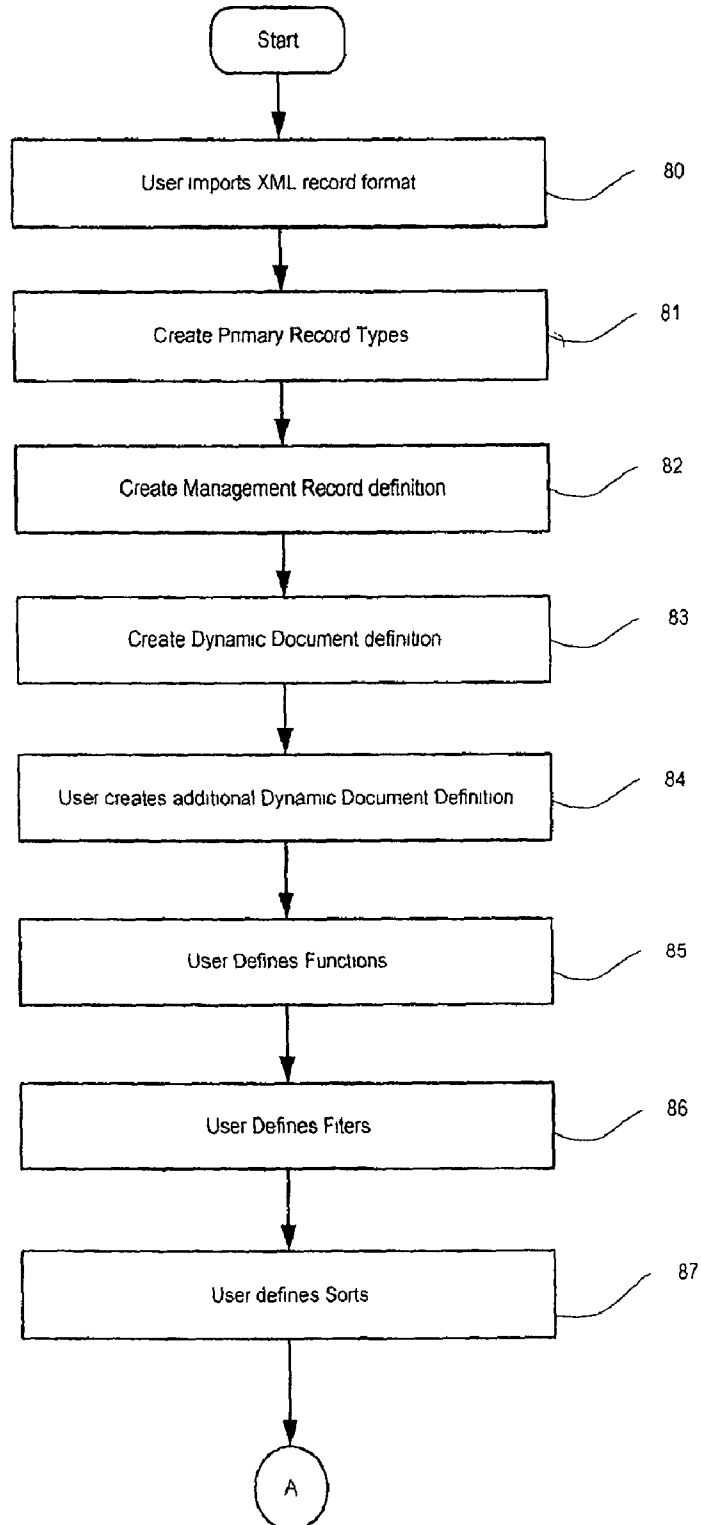 Start
User imports XML record format
80
Create Primary Record Types
81
Create Management Record definition
82
Create Dynamic Document definition
83
User creates additional Dynamic Document Definition
84
User Defines Functions
85
User Defines Filters
86
User defines Sorts
87
A